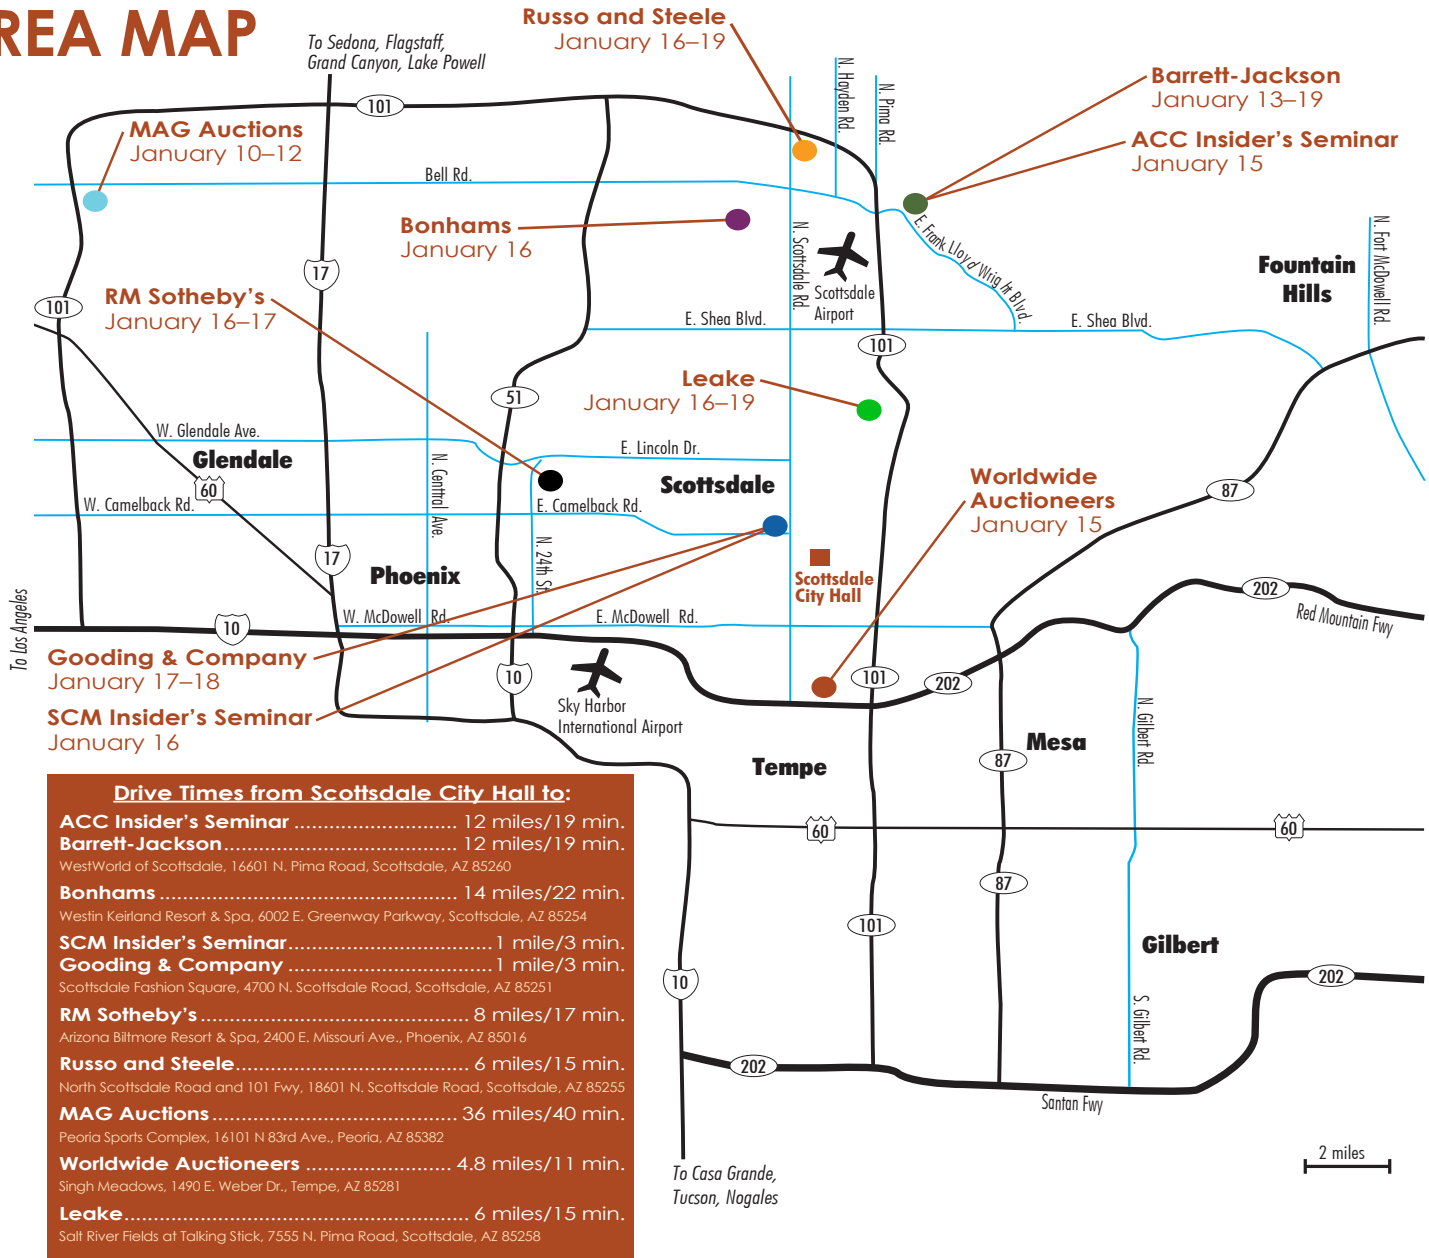 REA MAP
To Sedona, Flagstaff,
Grand Canyon, Lake Powell
Russo and Steele
January 16–19
Barrett-Jackson
January 13–19
ACC Insider's Seminar
January 15
MAG Auctions
January 10–12
Bonhams
January 16
RM Sotheby's
January 16–17
Leake
January 16–19
Worldwide
Auctioneers
January 15
Gooding & Company
January 17–18
SCM Insider's Seminar
January 16
101
Bell Rd.
N. Hayden Rd.
N. Pima Rd.
N. Scottsdale Rd.
E. Frank Lloyd Wright Blvd.
N. Fort McDowell Rd.
Scottsdale
Airport
Fountain
Hills
17
101
E. Shea Blvd.
E. Shea Blvd.
101
51
W. Glendale Ave.
Glendale
60
N. Central Ave.
E. Lincoln Dr.
Scottsdale
W. Camelback Rd.
E. Camelback Rd.
87
17
Phoenix
N. 24th St.
Scottsdale
City Hall
202
Red Mountain Fwy
To Los Angeles
10
W. McDowell Rd.
E. McDowell Rd.
10
Sky Harbor
International Airport
101
202
N. Gilbert Rd.
Mesa
87
Tempe
60
60
87
101
Gilbert
10
202
S. Gilbert Rd.
202
Santan Fwy
2 miles
To Casa Grande,
Tucson, Nogales
Drive Times from Scottsdale City Hall to:
ACC Insider's Seminar ........................... 12 miles/19 min.
Barrett-Jackson....................................... 12 miles/19 min.
WestWorld of Scottsdale, 16601 N. Pima Road, Scottsdale, AZ 85260
Bonhams ................................................. 14 miles/22 min.
Westin Keirland Resort & Spa, 6002 E. Greenway Parkway, Scottsdale, AZ 85254
SCM Insider's Seminar.................................. 1 mile/3 min.
Gooding & Company .................................. 1 mile/3 min.
Scottsdale Fashion Square, 4700 N. Scottsdale Road, Scottsdale, AZ 85251
RM Sotheby's ............................................. 8 miles/17 min.
Arizona Biltmore Resort & Spa, 2400 E. Missouri Ave., Phoenix, AZ 85016
Russo and Steele....................................... 6 miles/15 min.
North Scottsdale Road and 101 Fwy, 18601 N. Scottsdale Road, Scottsdale, AZ 85255
MAG Auctions......................................... 36 miles/40 min.
Peoria Sports Complex, 16101 N 83rd Ave., Peoria, AZ 85382
Worldwide Auctioneers ........................ 4.8 miles/11 min.
Singh Meadows, 1490 E. Weber Dr., Tempe, AZ 85281
Leake......................................................... 6 miles/15 min.
Salt River Fields at Talking Stick, 7555 N. Pima Road, Scottsdale, AZ 85258